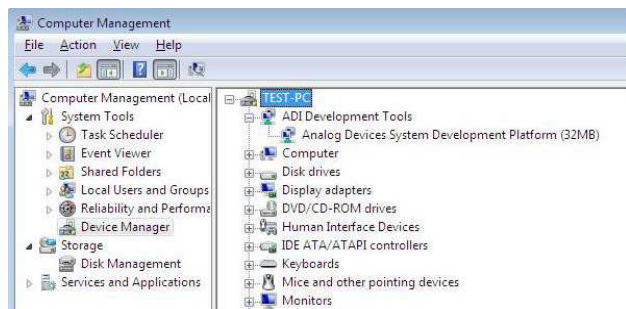 Computer Management
File Action View Help
Computer Management (Local
System Tools
Task Scheduler
Event Viewer
Shared Folders
Local Users and Groups
Reliability and Performa
Device Manager
Storage
Disk Management
Services and Applications
TEST-PC
ADI Development Tools
Analog Devices System Development Platform (32MB)
Computer
Disk drives
Display adapters
DVD/CD-ROM drives
Human Interface Devices
IDE ATA/ATAPI controllers
Keyboards
Mice and other pointing devices
Monitors